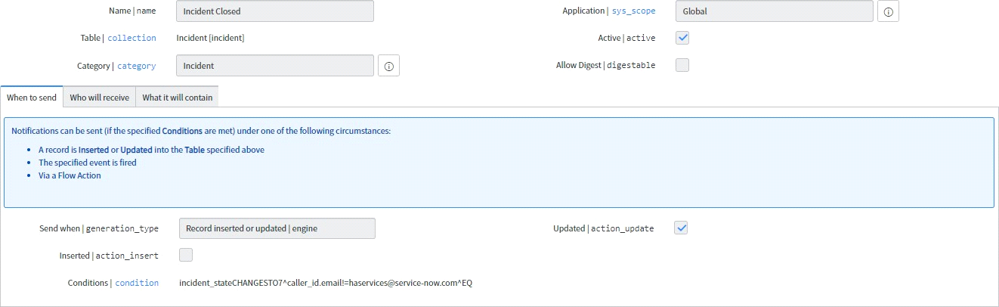 Name | name Incident Closed Application | sys_scope Global
Table | collection Incident [incident] Active | active
Category | category Incident Allow Digest | digestable
When to send Who will receive What it will contain
Notifications can be sent (if the specified Conditions are met) under one of the following circumstances:
• A record is Inserted or Updated into the Table specified above
• The specified event is fired
• Via a Flow Action
Send when | generation_type Record inserted or updated | engine Updated | action_update
Inserted | action_insert
Conditions | condition incident_stateCHANGESTO7^caller_id.email!=haservices@service-now.com^EQ